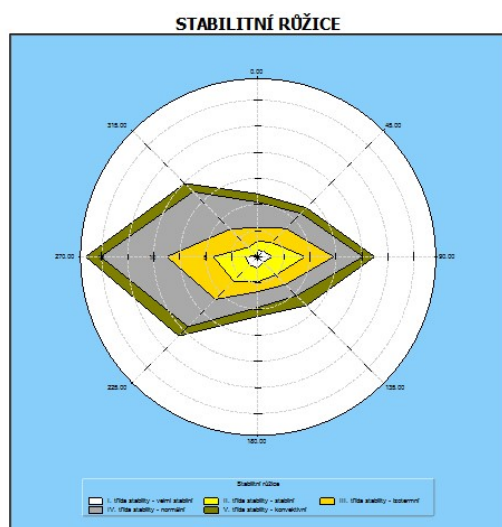 STABILITNÍ RŮŽICE
0.00
315.00
45.00
270.00
90.00
225.00
135.00
180.00
Stabilitní růžice
I. třída stability - velmi stabilní
II. třída stability - stabilní
III. třída stability - izotermní
IV. třída stability - normální
V. třída stability - konvektivní